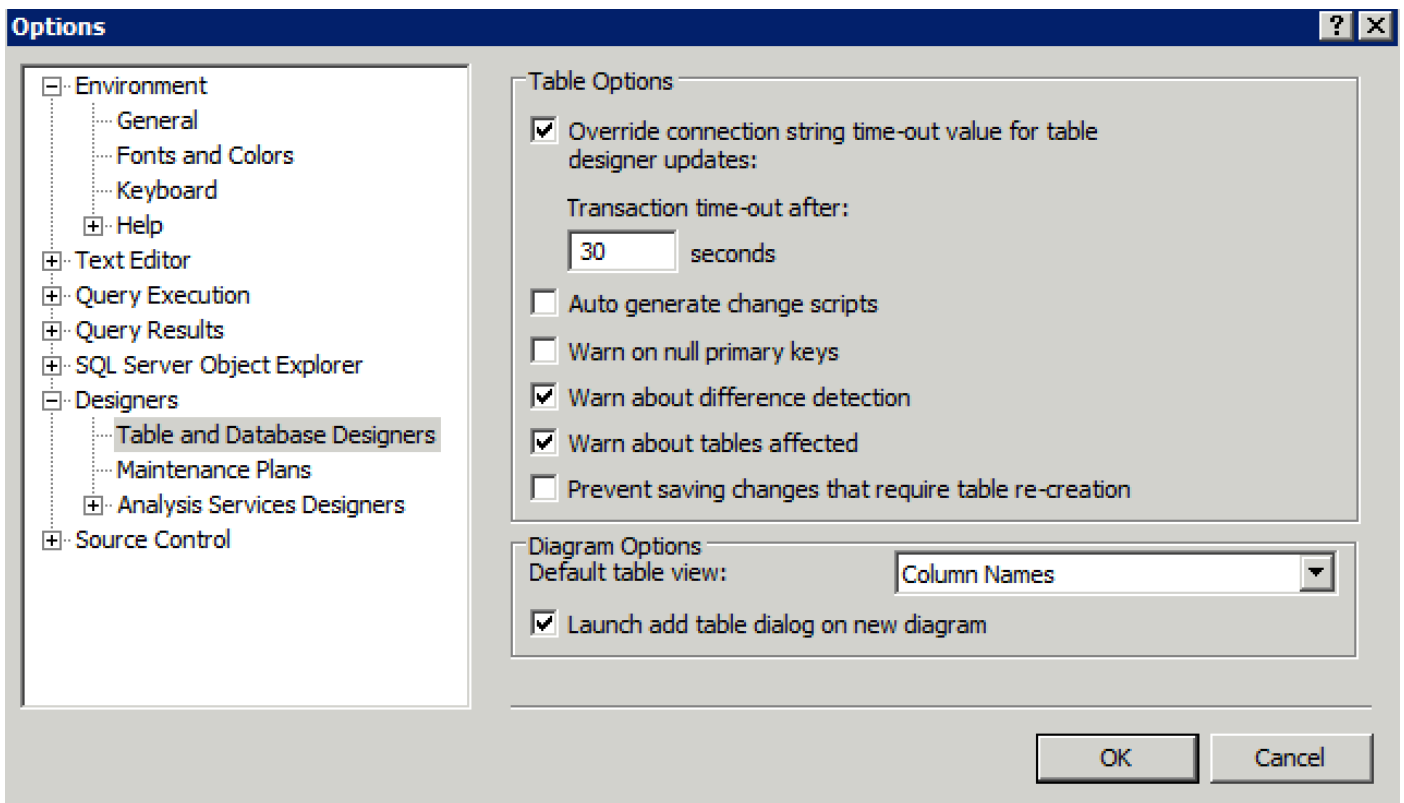 Options
Environment
General
Fonts and Colors
Keyboard
Help
Text Editor
Query Execution
Query Results
SQL Server Object Explorer
Designers
Table and Database Designers
Maintenance Plans
Analysis Services Designers
Source Control
Table Options
Override connection string time-out value for table
designer updates:
Transaction time-out after:
30 seconds
Auto generate change scripts
Warn on null primary keys
Warn about difference detection
Warn about tables affected
Prevent saving changes that require table re-creation
Diagram Options
Default table view: Column Names
Launch add table dialog on new diagram
OK Cancel